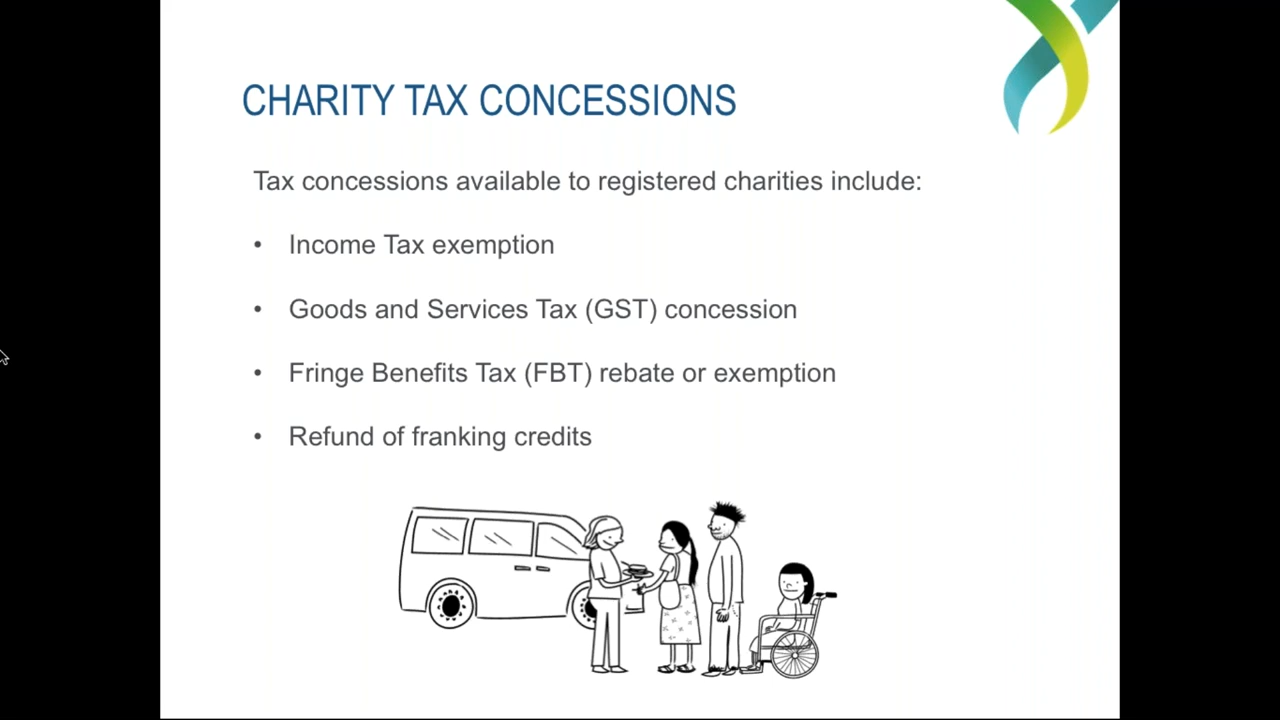 CHARITY TAX CONCESSIONS
Tax concessions available to registered charities include:
• Income Tax exemption
• Goods and Services Tax (GST) concession
• Fringe Benefits Tax (FBT) rebate or exemption
• Refund of franking credits